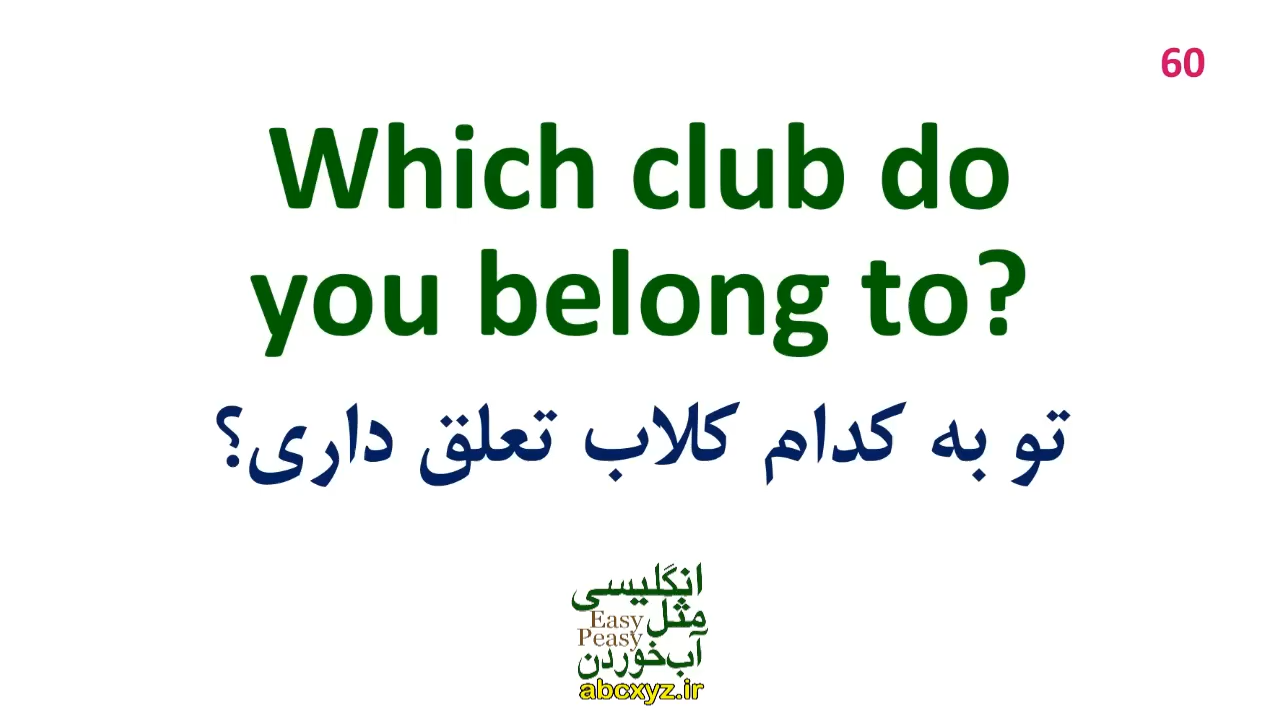 60
Which club do
you belong to?
تو به کدام کلاب تعلق داری؟
انگلیسی
مثل
Easy
Peasy
آب‌خوردن
abcxyz.ir